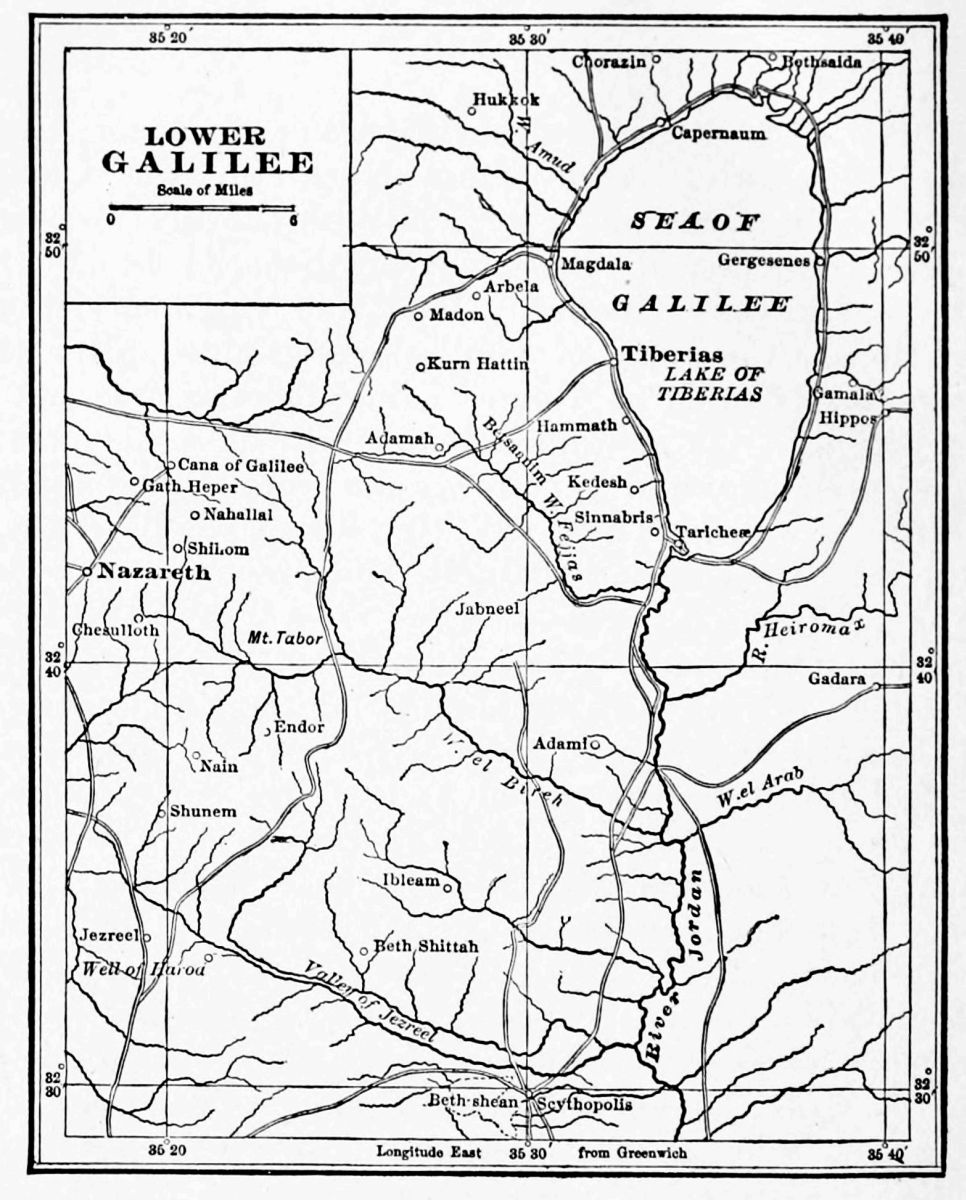 35°20'
35°30'
35°40'
Chorazin
Bethsaida
Hukkok
W. Amud
Capernaum
LOWER
GALILEE
Scale of Miles
0 6
SEA OF
GALILEE
32°
50'
32°
50'
Magdala
Gergesenes
Arbela
Madon
Kurn Hattin
Tiberias
LAKE OF
TIBERIAS
Gamala
Hippos
Hammath
Adamah
W. Fejjas
Cana of Galilee
Gath Heper
Kedesh
Nahallal
Sinnabris
Taricheæ
Shihom
Nazareth
Jabneel
Chesulloth
Mt. Tabor
R. Heiromax
32°
40'
32°
40'
Gadara
Endor
Adami
Nain
W. el Bireh
W. el Arab
Shunem
Ibleam
Jezreel
Beth Shittah
Well of Harod
Valley of Jezreel
River Jordan
32°
30'
32°
30'
Beth-shean
Scythopolis
35°20
Longitude East
35°30
from Greenwich
35°40'